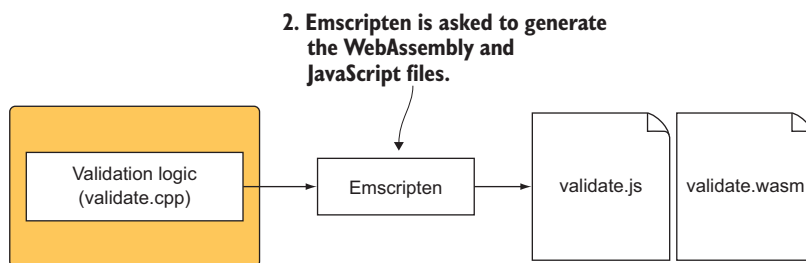 2. Emscripten is asked to generate
the WebAssembly and
JavaScript files.
Validation logic
(validate.cpp)
Emscripten
validate.js
validate.wasm